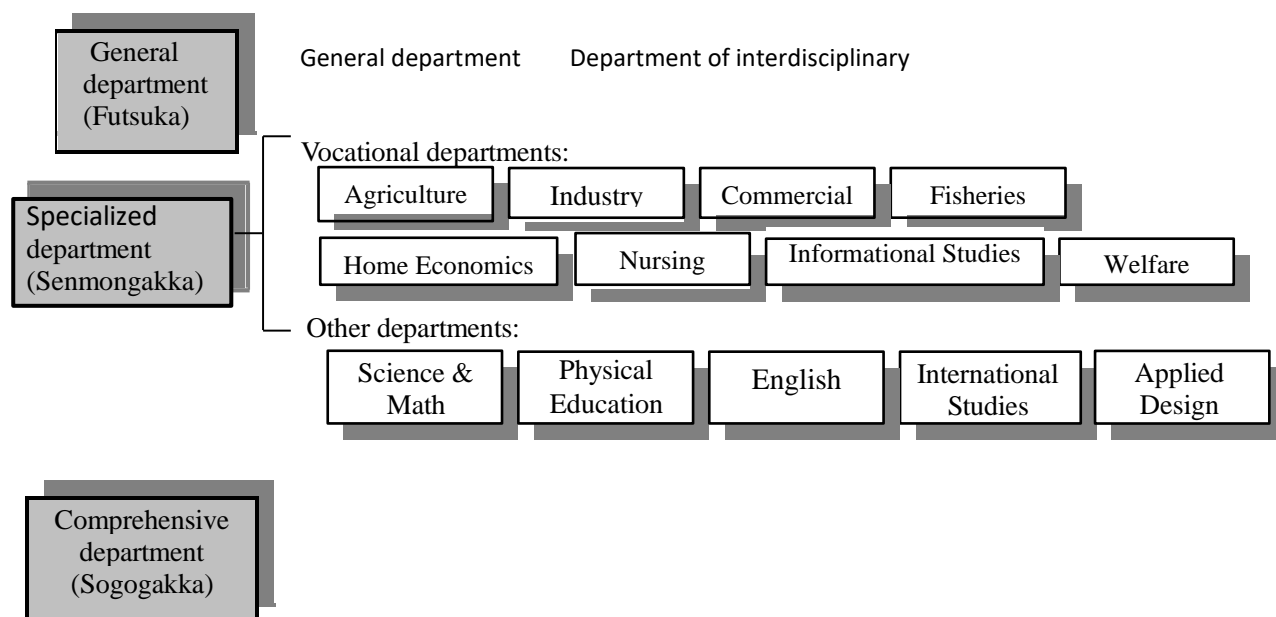 General
department
(Futsuka)
General department Department of interdisciplinary
Specialized
department
(Senmongakka)
Vocational departments:
Agriculture Industry Commercial Fisheries
Home Economics Nursing Informational Studies Welfare
Other departments:
Science &
Math
Physical
Education
English
International
Studies
Applied
Design
Comprehensive
department
(Sogogakka)